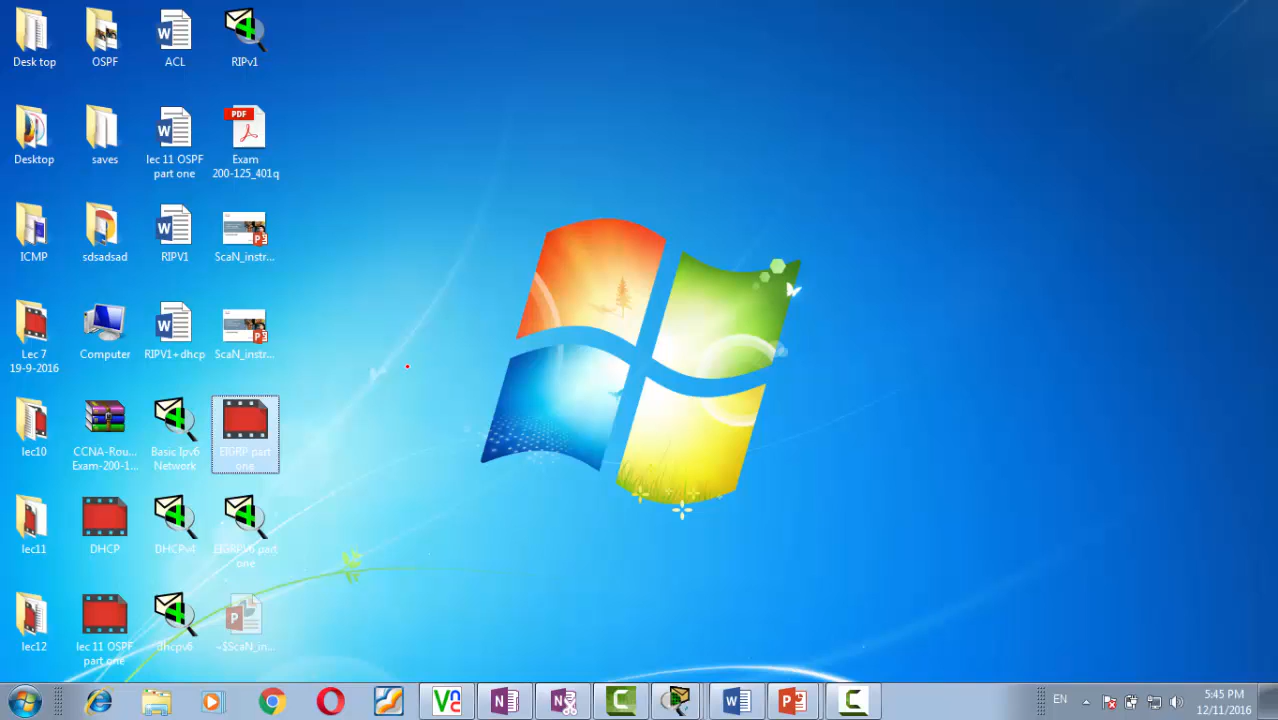 Desk top
OSPF
ACL
RIPv1
Desktop
saves
lec 11 OSPF
part one
PDF
Exam
200-125_401q
ICMP
sdsadsad
RIPV1
ScaN_instr...
Lec 7
19-9-2016
Computer
RIPV1+dhcp
ScaN_instr...
lec10
CCNA-Rou...
Exam-200-1...
Basic Ipv6
Network
EIGRP part
one
lec11
DHCP
DHCPv4
EIGRPV6 part
one
lec12
lec 11 OSPF
part one
dhcpv6
~$ScaN_in...
EN
5:45 PM
12/11/2016